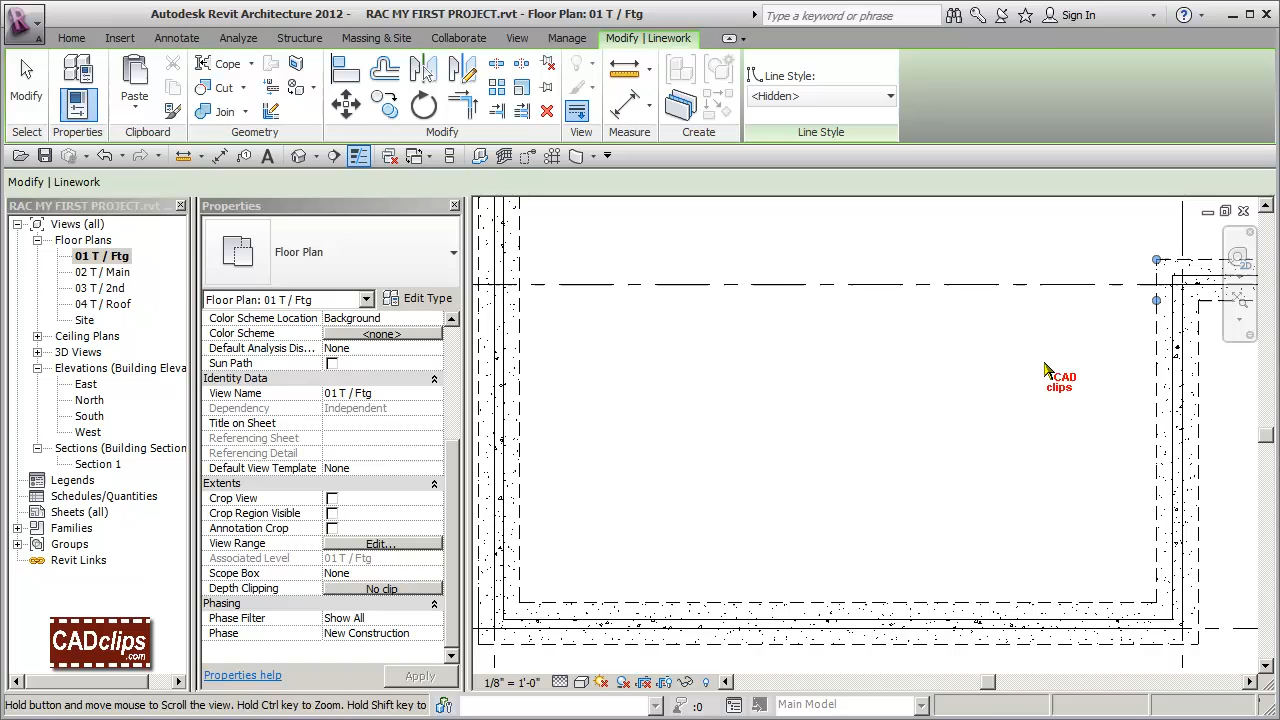 Autodesk Revit Architecture 2012 - RAC MY FIRST PROJECT.rvt - Floor Plan: 01 T / Ftg
Type a keyword or phrase
Sign In
Home Insert Annotate Analyze Structure Massing & Site Collaborate View Manage Modify | Linework
Modify
Paste
Cope
Cut
Join
Line Style:
<Hidden>
Select Properties Clipboard Geometry Modify View Measure Create Line Style
Modify | Linework
RAC MY FIRST PROJECT.rvt
Views (all)
Floor Plans
01 T / Ftg
02 T / Main
03 T / 2nd
04 T / Roof
Site
Ceiling Plans
3D Views
Elevations (Building Eleva
East
North
South
West
Sections (Building Section
Section 1
Legends
Schedules/Quantities
Sheets (all)
Families
Groups
Revit Links
CADclips
.com
Properties
Floor Plan
Floor Plan: 01 T / Ftg
Edit Type
Color Scheme Location Background
Color Scheme <none>
Default Analysis Dis... None
Sun Path
Identity Data
View Name 01 T / Ftg
Dependency Independent
Title on Sheet
Referencing Sheet
Referencing Detail
Default View Template None
Extents
Crop View
Crop Region Visible
Annotation Crop
View Range Edit...
Associated Level 01 T / Ftg
Scope Box None
Depth Clipping No clip
Phasing
Phase Filter Show All
Phase New Construction
Properties help
Apply
2D
CAD
clips
1/8" = 1'-0"
Hold button and move mouse to Scroll the view. Hold Ctrl key to Zoom. Hold Shift key to
:0
Main Model